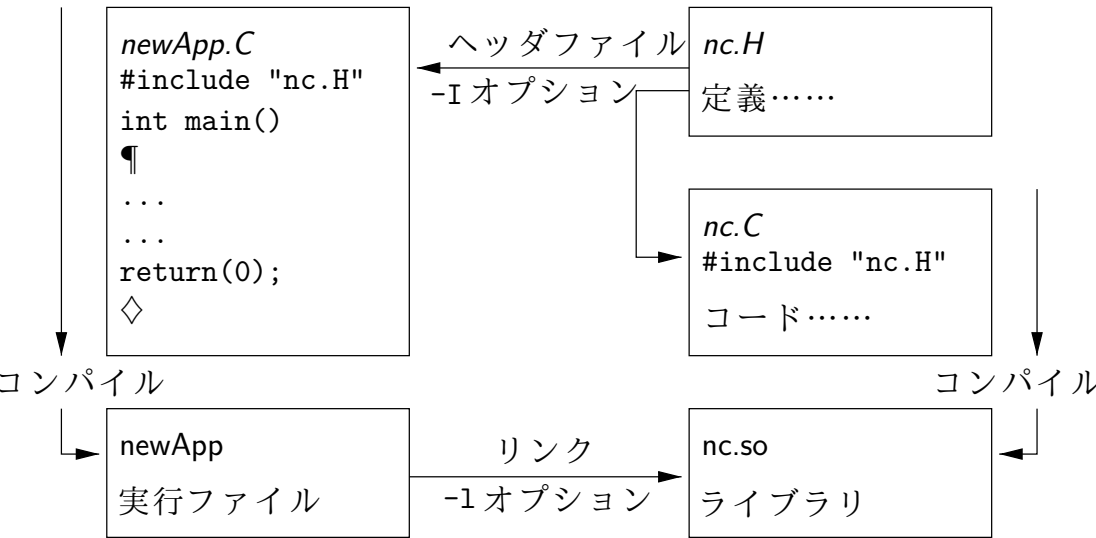 newApp.C
#include "nc.H"
int main()
¶
...
...
return(0);
♢
ヘッダファイル
-Iオプション
nc.H
定義……
nc.C
#include "nc.H"
コード……
コンパイル
コンパイル
newApp
実行ファイル
リンク
-lオプション
nc.so
ライブラリ